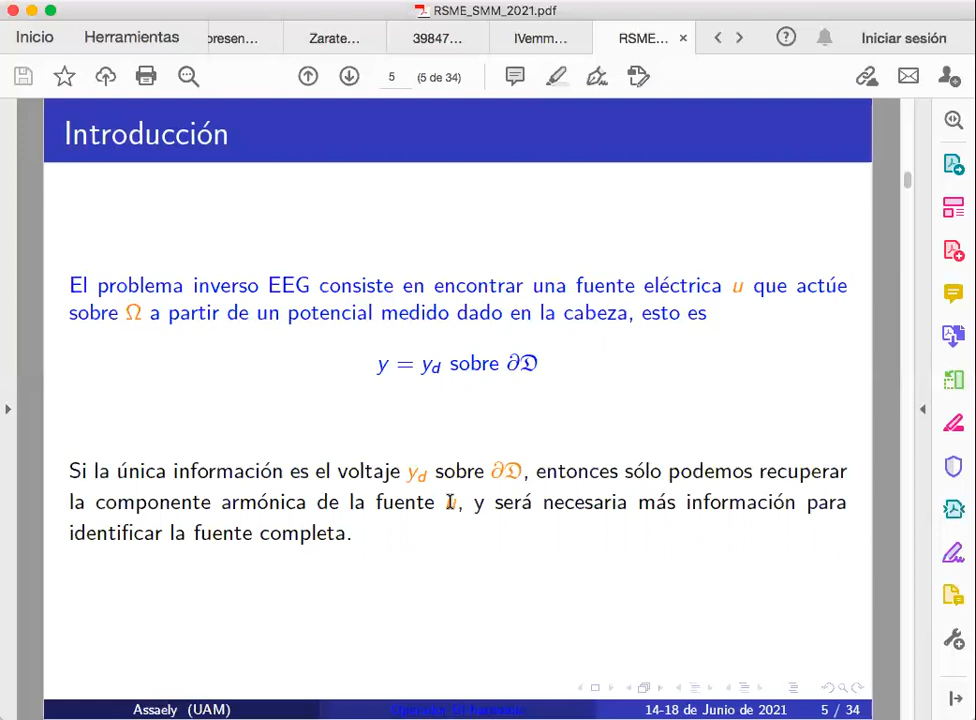 RSME_SMM_2021.pdf
Inicio Herramientas presen... Zarate... 39847... IVemm... RSME... × Iniciar sesión
5 (5 de 34)
Introducción
El problema inverso EEG consiste en encontrar una fuente eléctrica u que actúe
sobre Ω a partir de un potencial medido dado en la cabeza, esto es
y = y_d sobre ∂𝔇
Si la única información es el voltaje y_d sobre ∂𝔇, entonces sólo podemos recuperar
la componente armónica de la fuente u, y será necesaria más información para
identificar la fuente completa.
Assaely (UAM) 14-18 de Junio de 2021 5 / 34